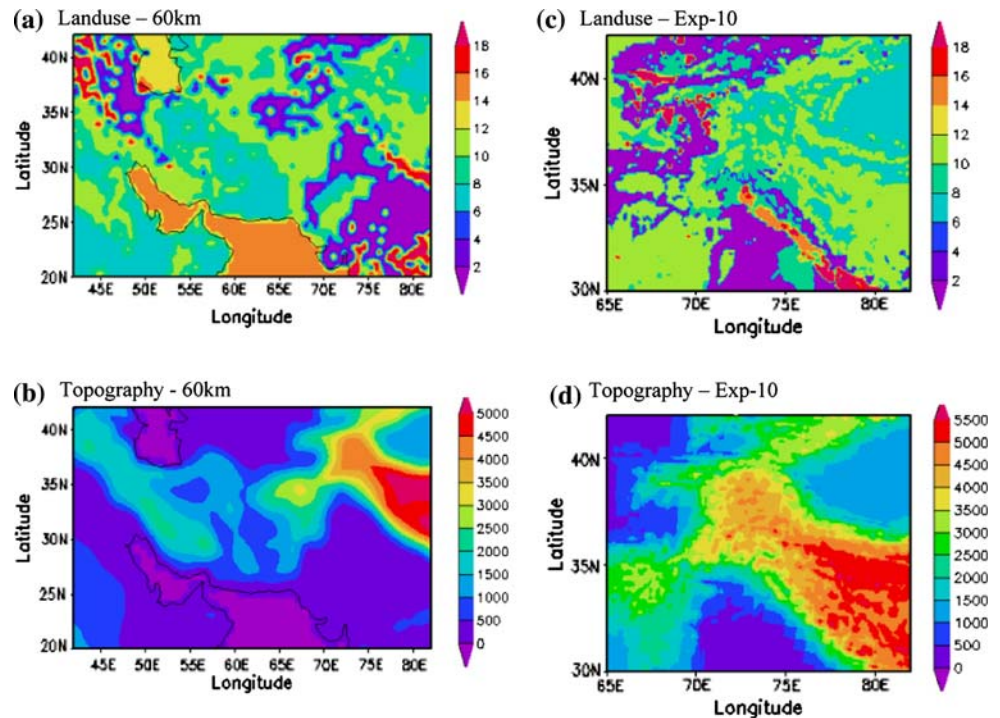 (a) Landuse – 60km
40N
35N
30N
25N
20N
Latitude
45E 50E 55E 60E 65E 70E 75E 80E
Longitude
18
16
14
12
10
8
6
4
2
(c) Landuse – Exp-10
40N
35N
30N
Latitude
65E 70E 75E 80E
Longitude
18
16
14
12
10
8
6
4
2
(b) Topography - 60km
40N
35N
30N
25N
20N
Latitude
45E 50E 55E 60E 65E 70E 75E 80E
Longitude
5000
4500
4000
3500
3000
2500
2000
1500
1000
500
0
(d) Topography – Exp-10
40N
35N
30N
Latitude
65E 70E 75E 80E
Longitude
5500
5000
4500
4000
3500
3000
2500
2000
1500
1000
500
0